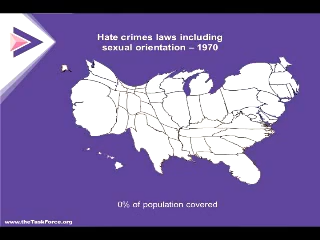 Hate crimes laws including
sexual orientation – 1970
0% of population covered
www.theTaskForce.org